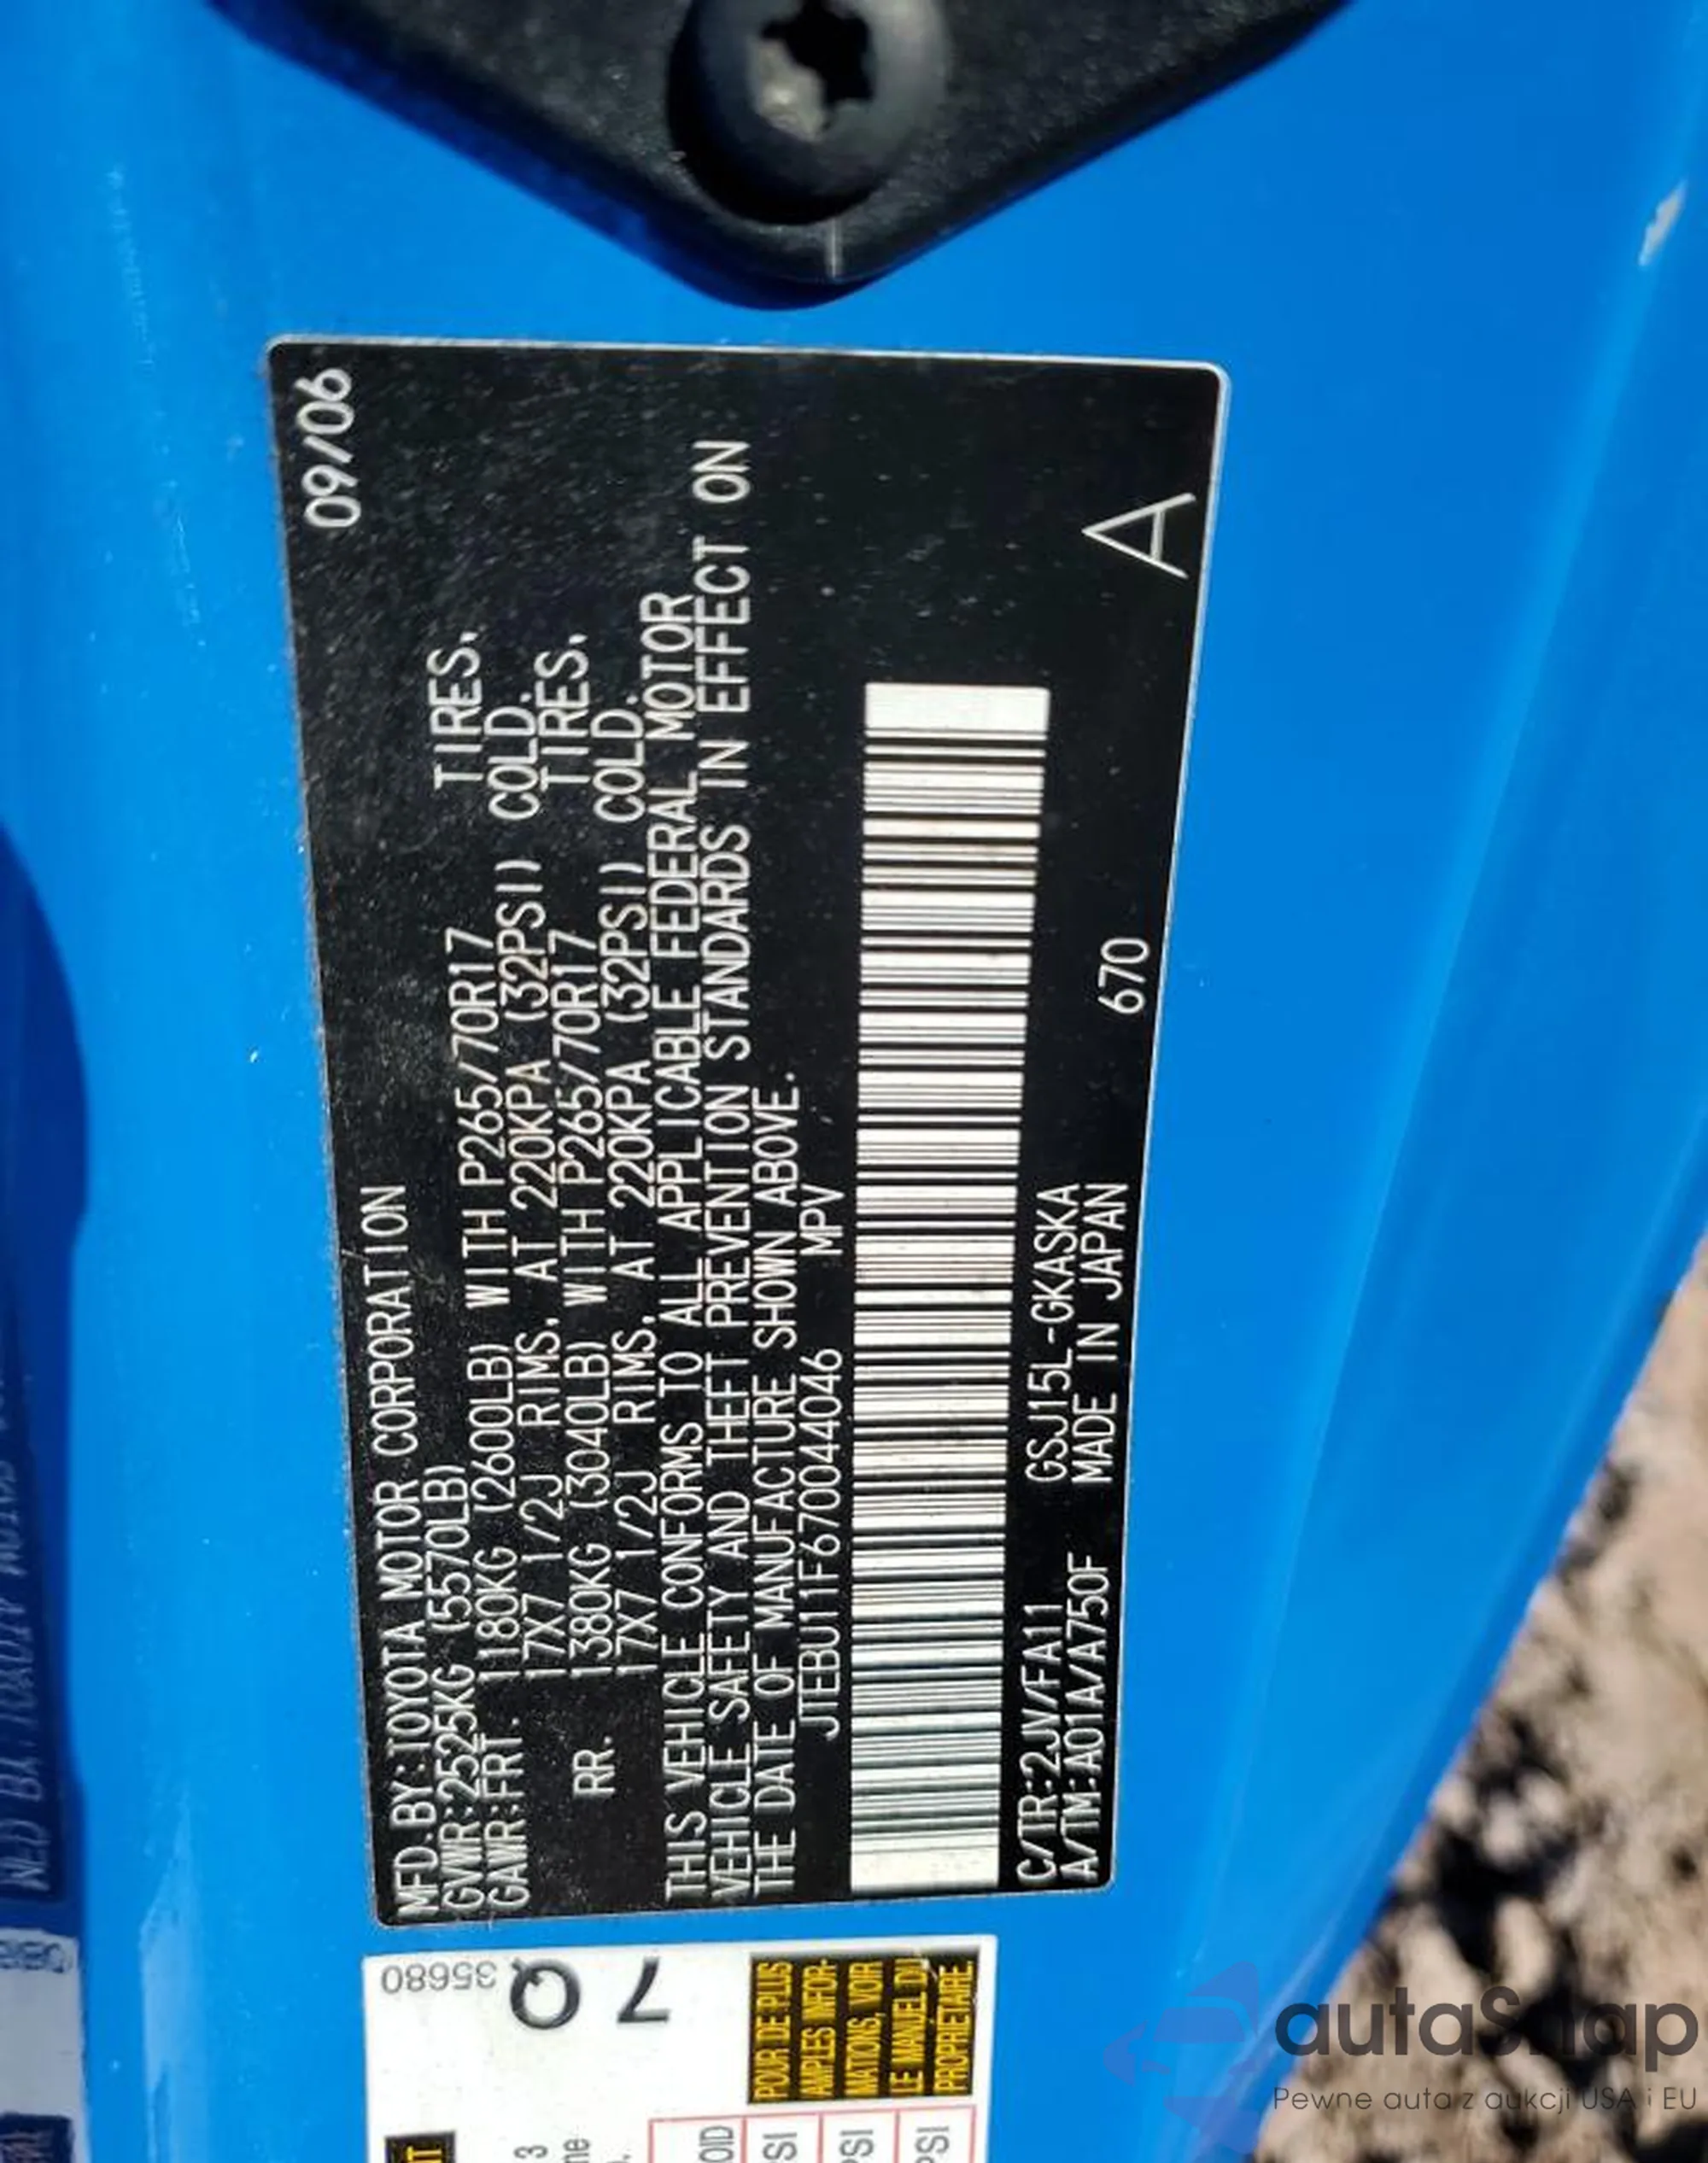 09/06
MFD.BY:TOYOTA MOTOR CORPORATION
GVWR:2525KG (5570LB)
GAWR:FRT. 1180KG (2600LB) WITH P265/70R17 TIRES,
17X7 1/2J RIMS, AT 220KPA (32PSI) COLD.
RR. 1380KG (3040LB) WITH P265/70R17 TIRES,
17X7 1/2J RIMS, AT 220KPA (32PSI) COLD.
THIS VEHICLE CONFORMS TO ALL APPLICABLE FEDERAL MOTOR
VEHICLE SAFETY AND THEFT PREVENTION STANDARDS IN EFFECT ON
THE DATE OF MANUFACTURE SHOWN ABOVE.
JTEBU11F670044046 MPV
C/TR:2JV/FA11 GSJ15L-GKASKA
A/TM:A01A/A750F MADE IN JAPAN 670
A
35680
7Q
POUR DE PLUS
AMPLES INFOR-
MATIONS, VOIR
LE MANUEL DU
PROPRIETAIRE.
3
PSI
PSI
autaSnap
Pewne auta z aukcji USA i EU